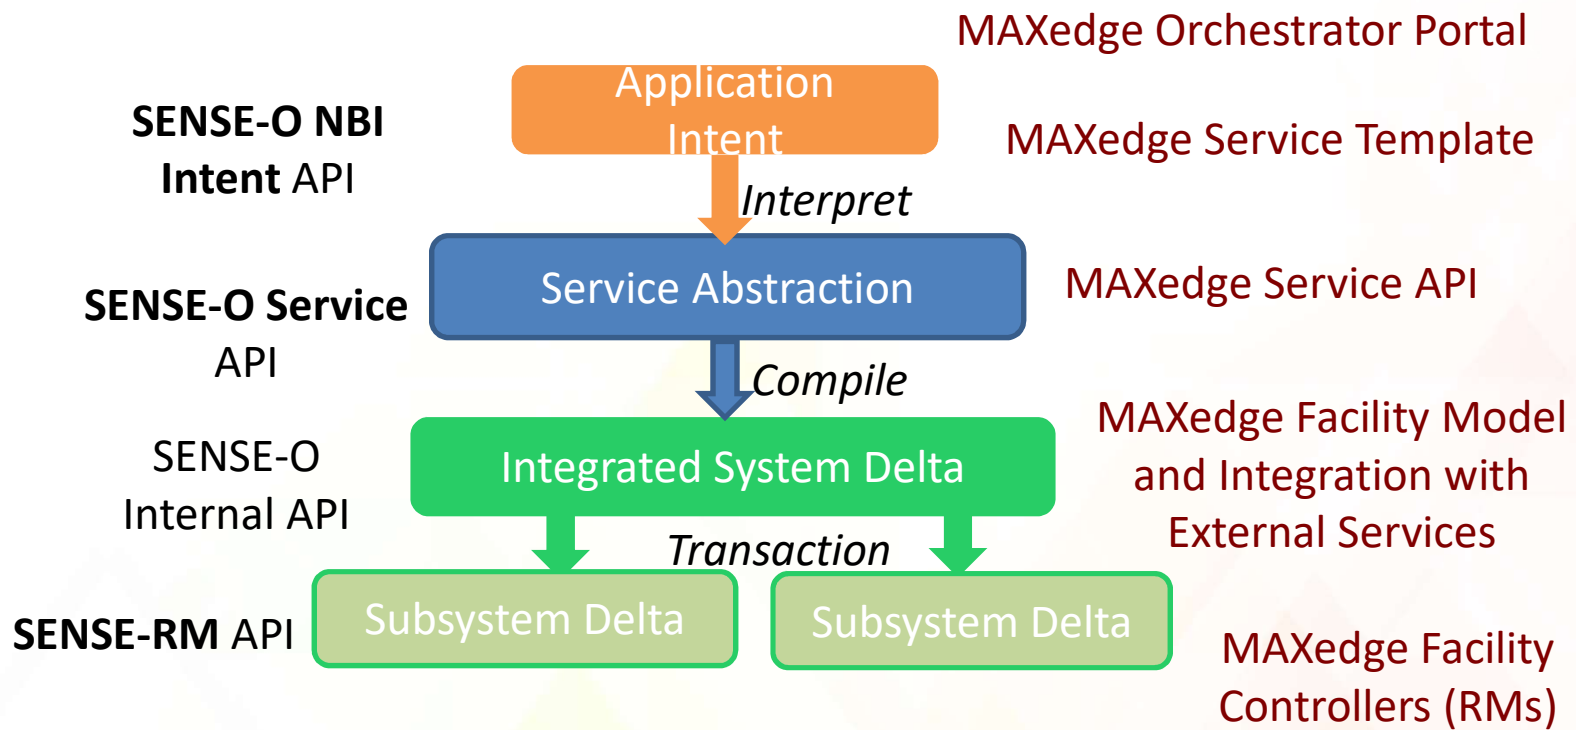 MAXedge Orchestrator Portal
Application
Intent
SENSE-O NBI
Intent API
MAXedge Service Template
Interpret
Service Abstraction
SENSE-O Service
API
MAXedge Service API
Compile
Integrated System Delta
SENSE-O
Internal API
MAXedge Facility Model
and Integration with
External Services
Transaction
Subsystem Delta
Subsystem Delta
SENSE-RM API
MAXedge Facility
Controllers (RMs)